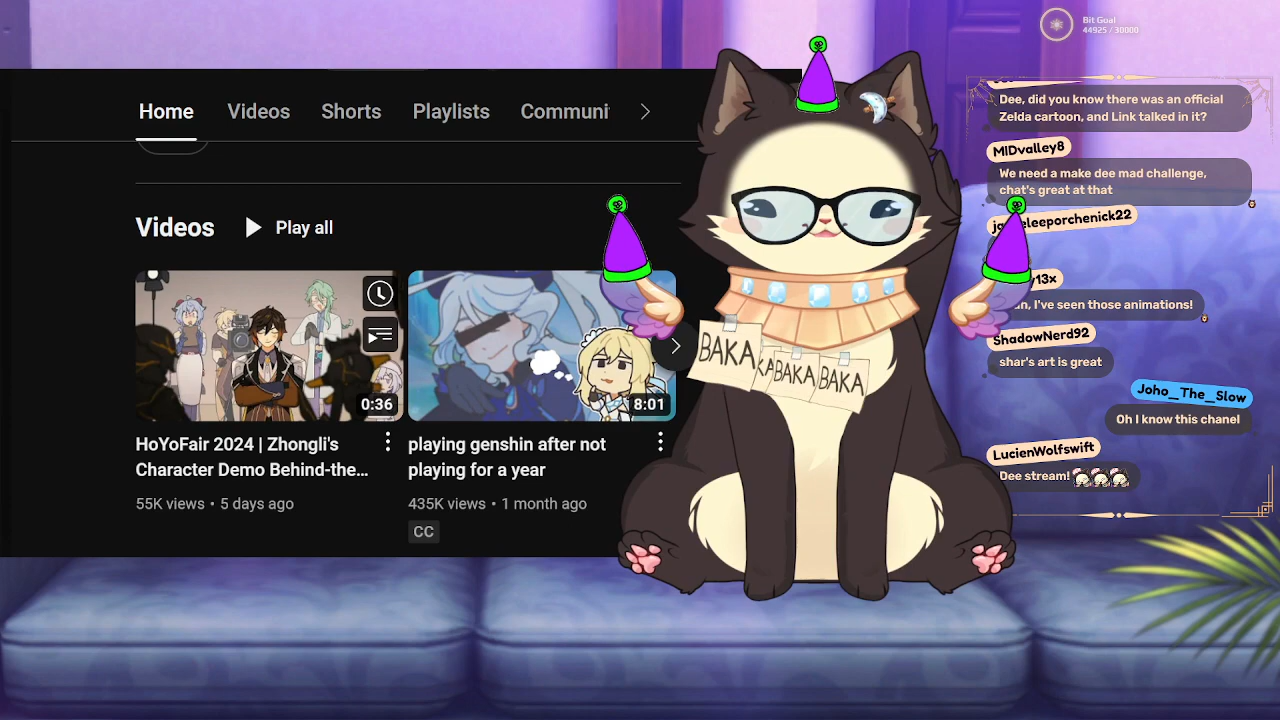 Bit Goal
44925 / 30000
Home Videos Shorts Playlists Communi
Videos Play all
0:36
8:01
HoYoFair 2024 | Zhongli's
Character Demo Behind-the...
55K views • 5 days ago
playing genshin after not
playing for a year
435K views • 1 month ago
CC
BAKA
KA
BAKA
BAKA
Dee, did you know there was an official
Zelda cartoon, and Link talked in it?
MIDvalley8
We need a make dee mad challenge,
chat's great at that
leeporchenick22
13x
I've seen those animations!
ShadowNerd92
shar's art is great
Joho__The__Slow
Oh I know this chanel
LucienWolfswift
Dee stream!